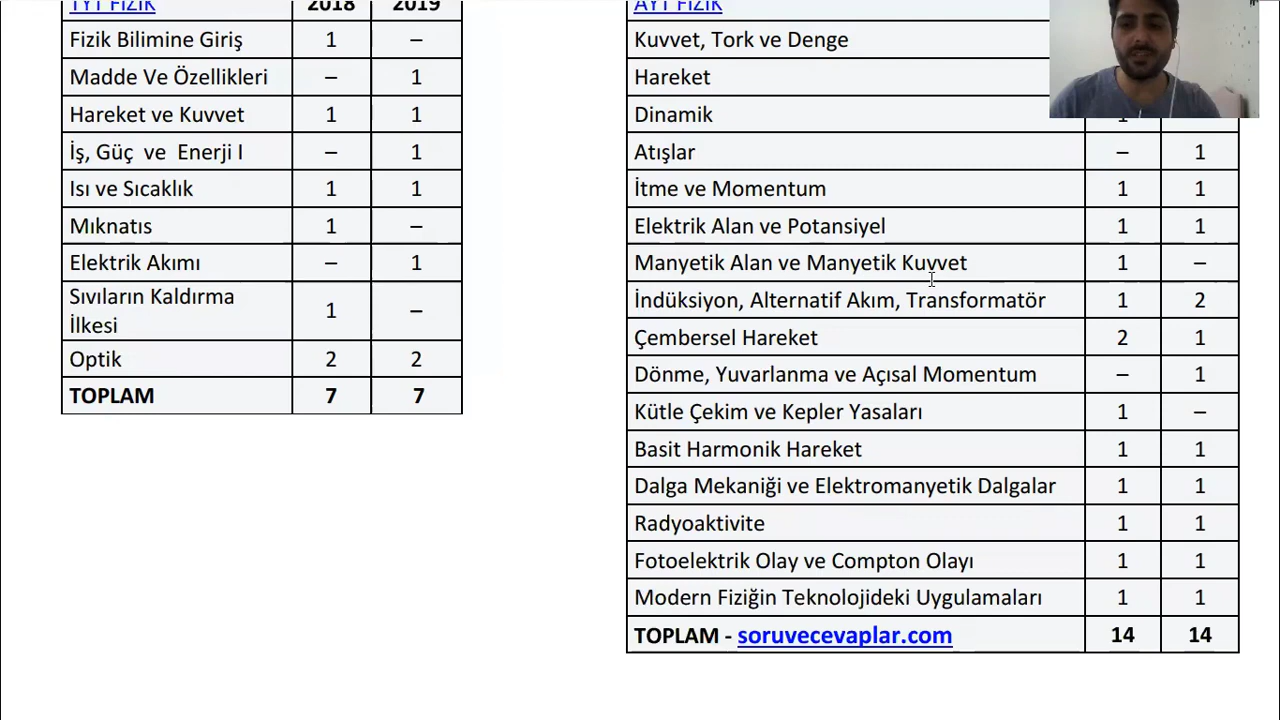 TYT FİZİK 2018 2019
Fizik Bilimine Giriş 1 –
Madde Ve Özellikleri – 1
Hareket ve Kuvvet 1 1
İş, Güç ve Enerji I – 1
Isı ve Sıcaklık 1 1
Mıknatıs 1 –
Elektrik Akımı – 1
Sıvıların Kaldırma
İlkesi 1 –
Optik 2 2
TOPLAM 7 7
AYT FİZİK
Kuvvet, Tork ve Denge
Hareket
Dinamik
Atışlar – 1
İtme ve Momentum 1 1
Elektrik Alan ve Potansiyel 1 1
Manyetik Alan ve Manyetik Kuvvet 1 –
İndüksiyon, Alternatif Akım, Transformatör 1 2
Çembersel Hareket 2 1
Dönme, Yuvarlanma ve Açısal Momentum – 1
Kütle Çekim ve Kepler Yasaları 1 –
Basit Harmonik Hareket 1 1
Dalga Mekaniği ve Elektromanyetik Dalgalar 1 1
Radyoaktivite 1 1
Fotoelektrik Olay ve Compton Olayı 1 1
Modern Fiziğin Teknolojideki Uygulamaları 1 1
TOPLAM - soruvecevaplar.com 14 14